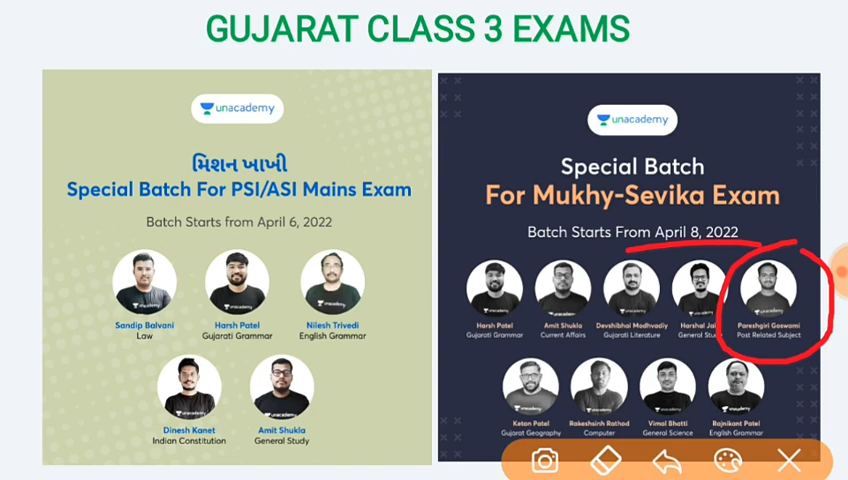 GUJARAT CLASS 3 EXAMS
unacademy
મિશન ખાખી
Special Batch For PSI/ASI Mains Exam
Batch Starts from April 6, 2022
Sandip Balvani
Law
Harsh Patel
Gujarati Grammar
Nilesh Trivedi
English Grammar
Dinesh Kanet
Indian Constitution
Amit Shukla
General Study
unacademy
Special Batch
For Mukhy-Sevika Exam
Batch Starts From April 8, 2022
Harsh Patel
Gujarati Grammar
Amit Shukla
Current Affairs
Devshibhai Modhvadiy
Gujarati Literature
Harshal
General
Pareshgiri Goswami
Post Related Subject
Ketan Patel
Gujarat Geography
Rakeshsinh Rathod
Computer
Vimal Bhatti
General Science
Rajnikant Patel
English Grammar